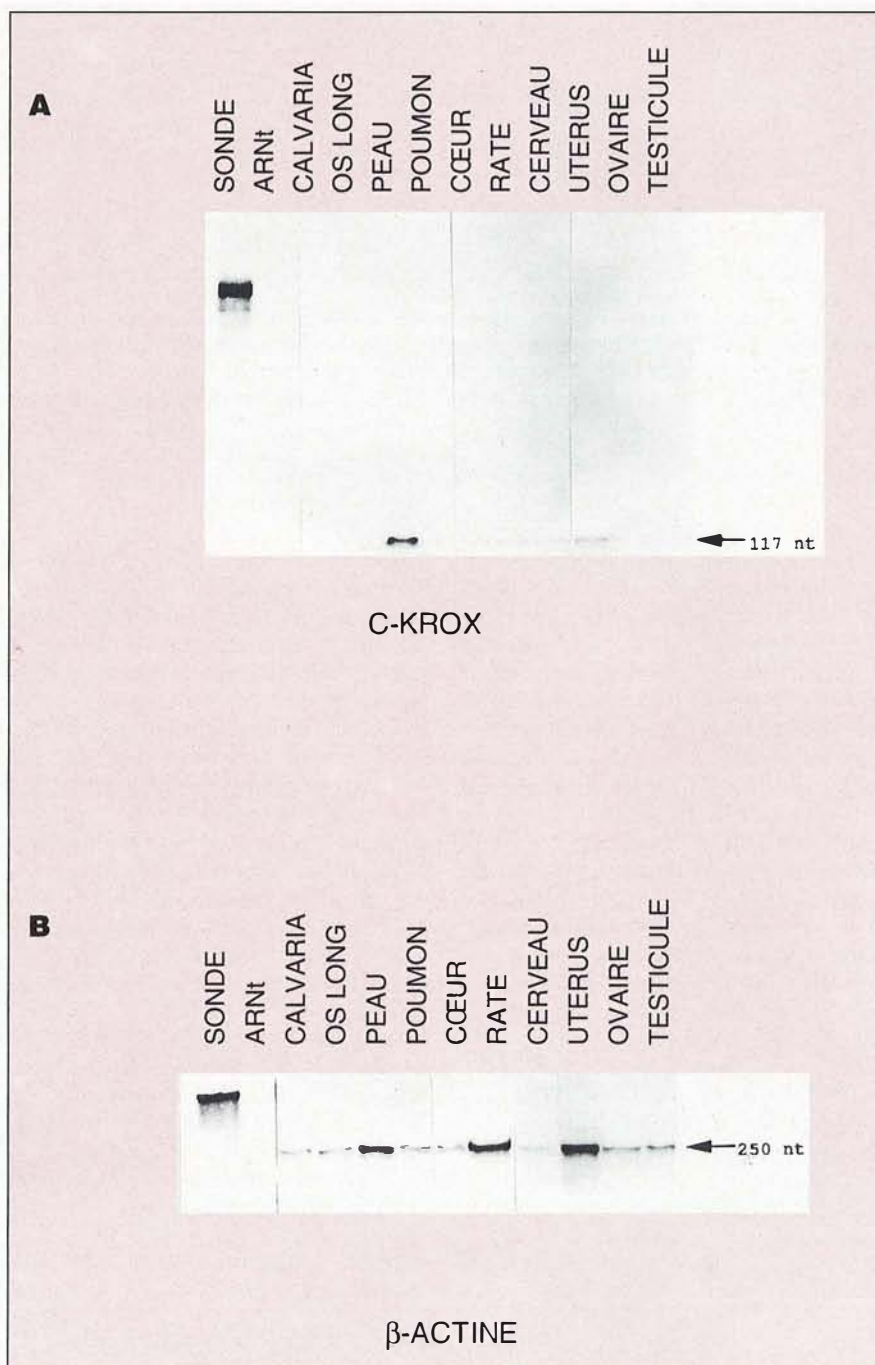 A
SONDE
ARNt
CALVARIA
OS LONG
PEAU
POUMON
CŒUR
RATE
CERVEAU
UTERUS
OVAIRE
TESTICULE
117 nt
C-KROX
B
SONDE
ARNt
CALVARIA
OS LONG
PEAU
POUMON
CŒUR
RATE
CERVEAU
UTERUS
OVAIRE
TESTICULE
250 nt
β-ACTINE